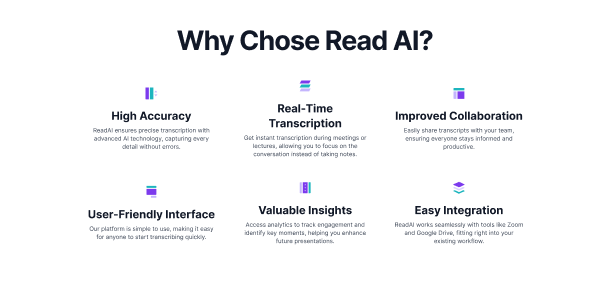 Why Chose Read AI?
High Accuracy
ReadAI ensures precise transcription with
advanced AI technology, capturing every
detail without errors.
Real-Time
Transcription
Get instant transcription during meetings or
lectures, allowing you to focus on the
conversation instead of taking notes.
Improved Collaboration
Easily share transcripts with your team,
ensuring everyone stays informed and
productive.
User-Friendly Interface
Our platform is simple to use, making it easy
for anyone to start transcribing quickly.
Valuable Insights
Access analytics to track engagement and
identify key moments, helping you enhance
future presentations.
Easy Integration
ReadAI works seamlessly with tools like Zoom
and Google Drive, fitting right into your
existing workflow.